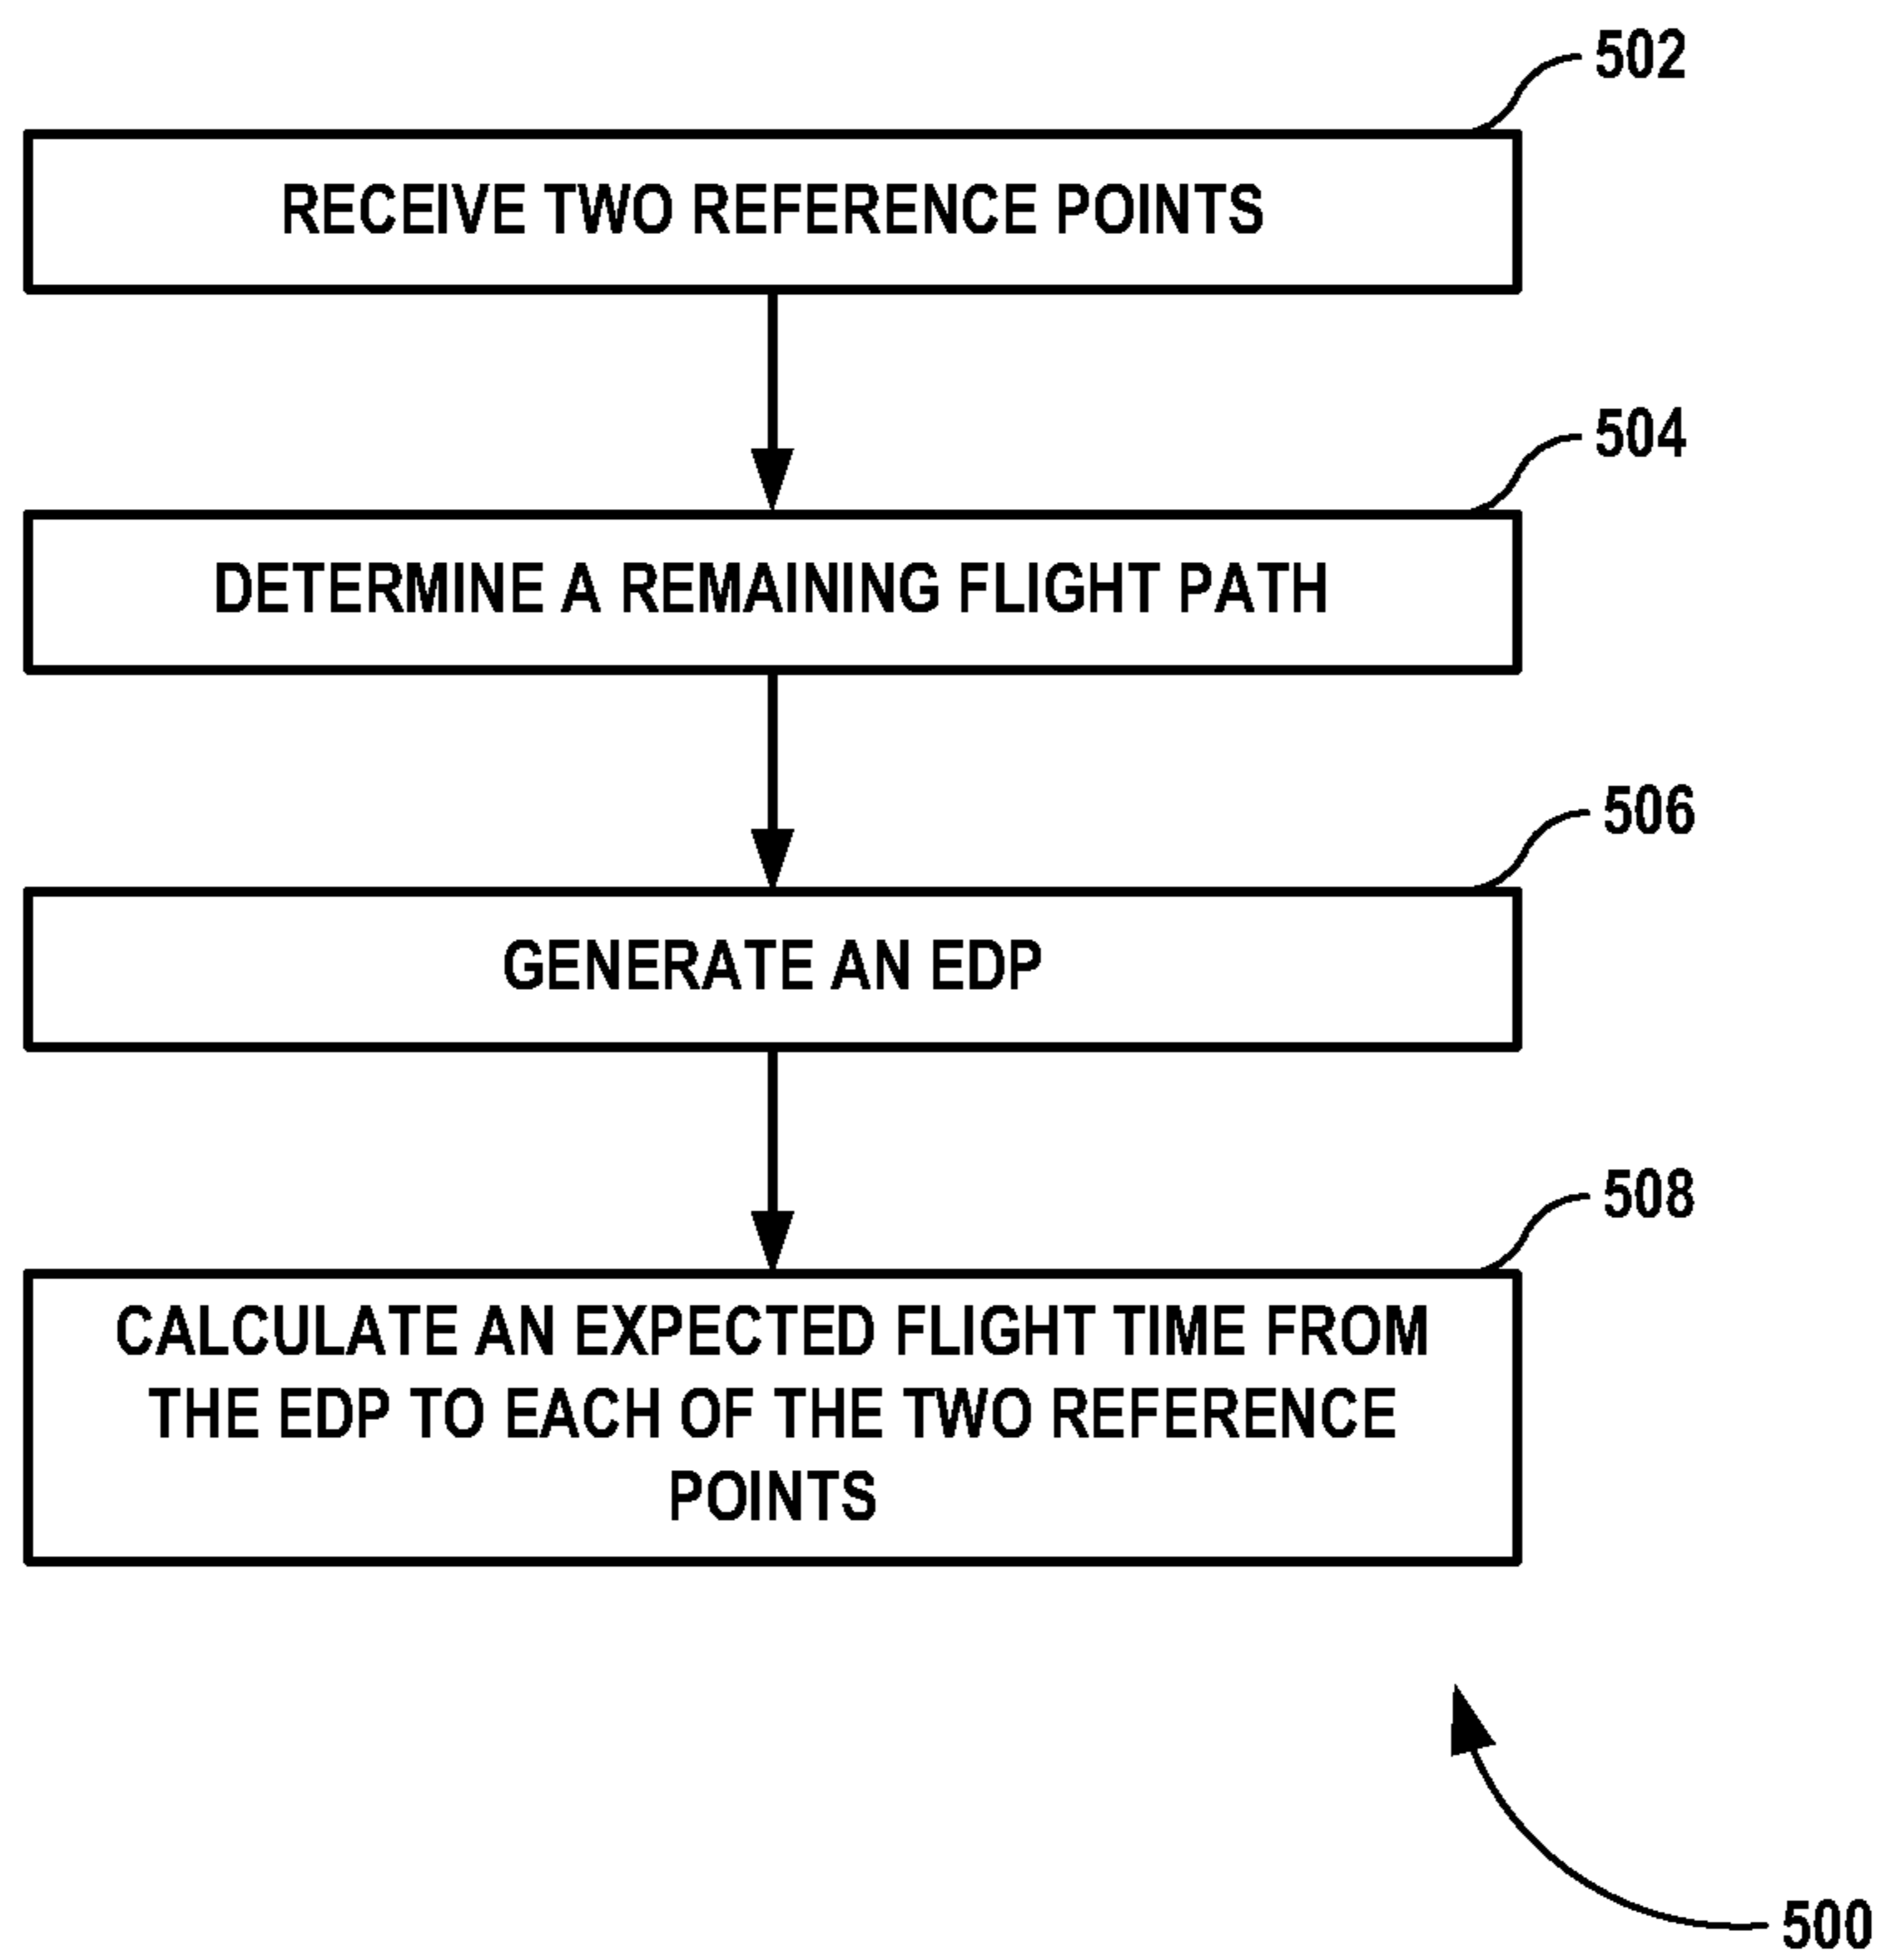 502
RECEIVE TWO REFERENCE POINTS
504
DETERMINE A REMAINING FLIGHT PATH
506
GENERATE AN EDP
508
CALCULATE AN EXPECTED FLIGHT TIME FROM
THE EDP TO EACH OF THE TWO REFERENCE
POINTS
500